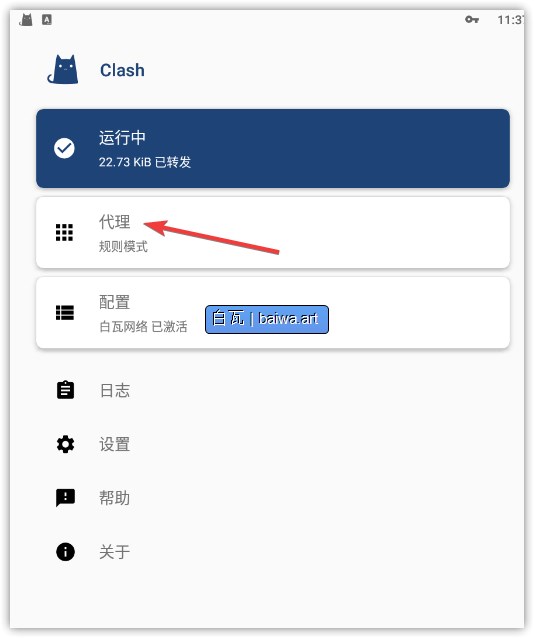 A
11:37
Clash
运行中
22.73 KiB 已转发
代理
规则模式
配置
白瓦网络 已激活
白瓦 | baiwa.art
日志
设置
帮助
关于